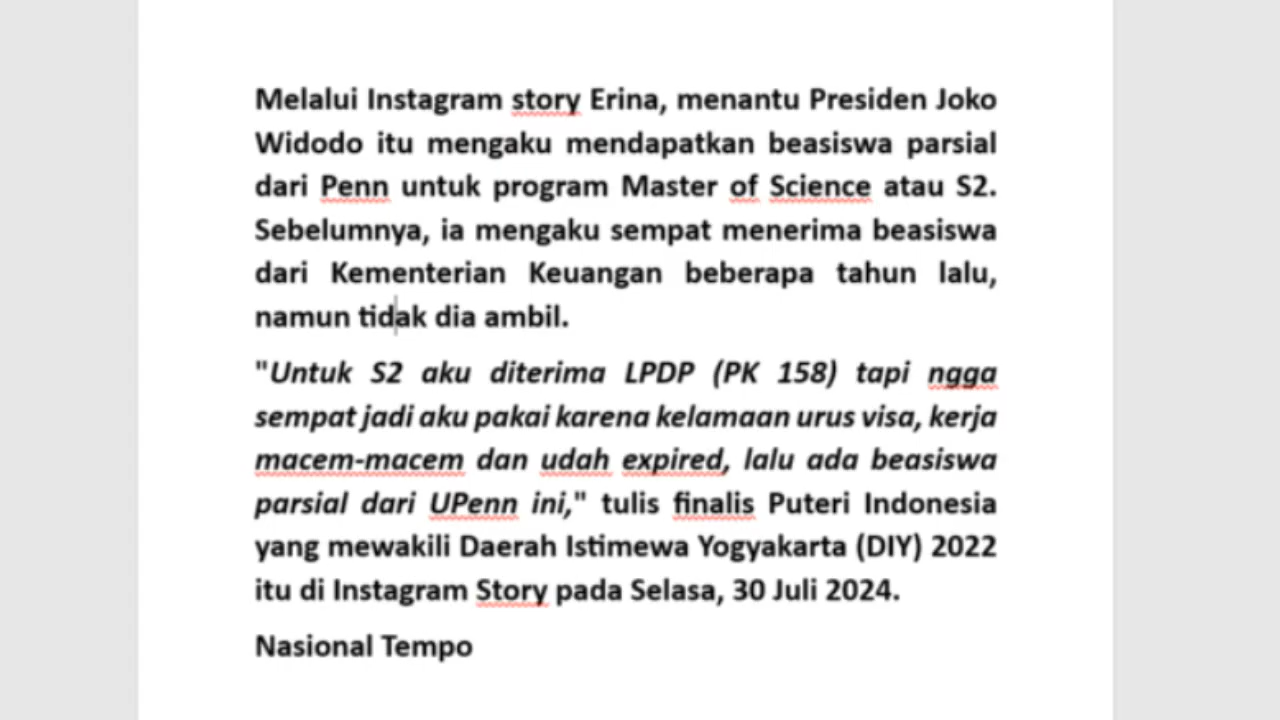 Melalui Instagram story Erina, menantu Presiden Joko
Widodo itu mengaku mendapatkan beasiswa parsial
dari Penn untuk program Master of Science atau S2.
Sebelumnya, ia mengaku sempat menerima beasiswa
dari Kementerian Keuangan beberapa tahun lalu,
namun tidak dia ambil.
"Untuk S2 aku diterima LPDP (PK 158) tapi ngga
sempat jadi aku pakai karena kelamaan urus visa, kerja
macem-macem dan udah expired, lalu ada beasiswa
parsial dari UPenn ini," tulis finalis Puteri Indonesia
yang mewakili Daerah Istimewa Yogyakarta (DIY) 2022
itu di Instagram Story pada Selasa, 30 Juli 2024.
Nasional Tempo